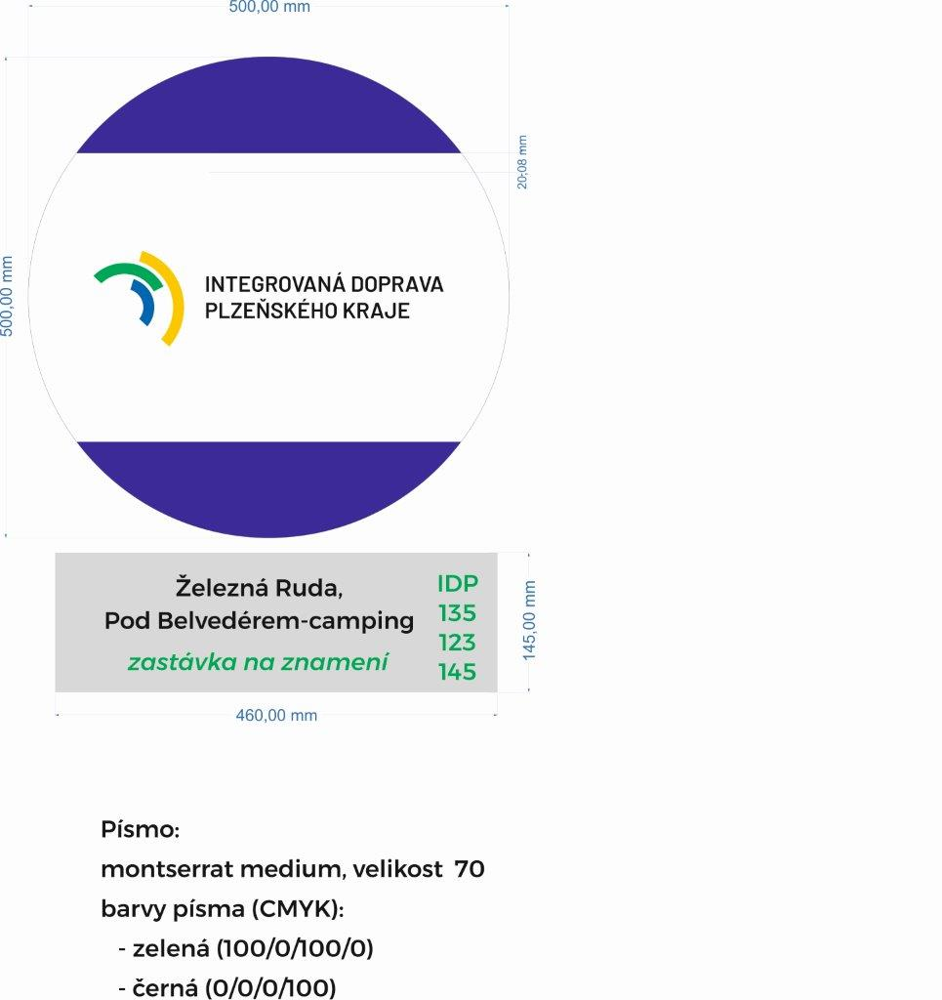 500,00 mm
20,08 mm
500,00 mm
INTEGROVANÁ DOPRAVA
PLZEŇSKÉHO KRAJE
Železná Ruda,
Pod Belvedérem-camping
zastávka na znamení
IDP
135
123
145
145,00 mm
460,00 mm
Písmo:
montserrat medium, velikost 70
barvy písma (CMYK):
- zelená (100/0/100/0)
- černá (0/0/0/100)